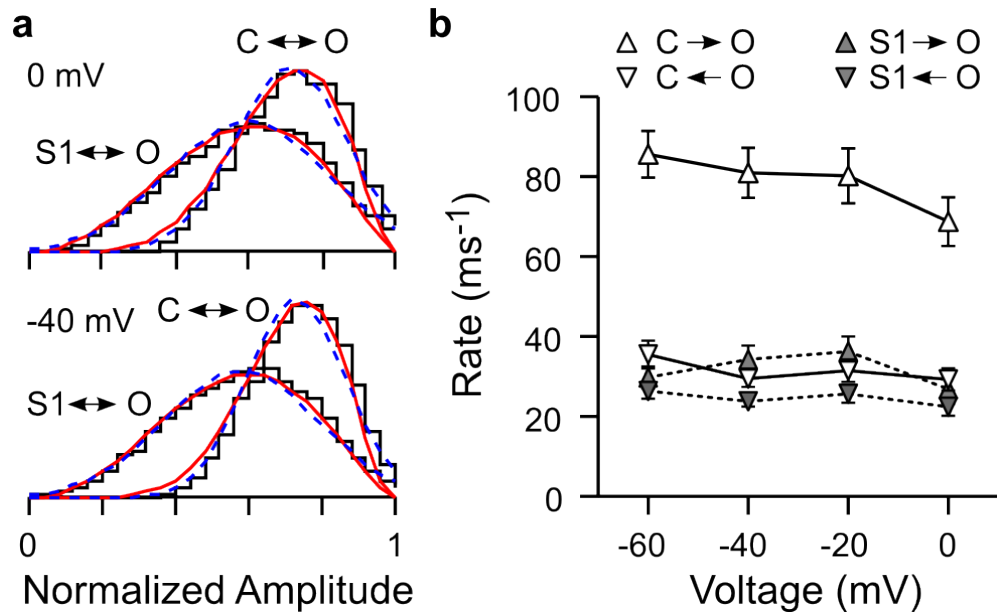 a
C ↔ O
0 mV
S1 ↔ O
C ↔ O
-40 mV
S1 ↔ O
0 1
Normalized Amplitude
b
C → O S1 → O
C ← O S1 ← O
100
80
60
40
20
0
Rate (ms-1)
-60 -40 -20 0
Voltage (mV)